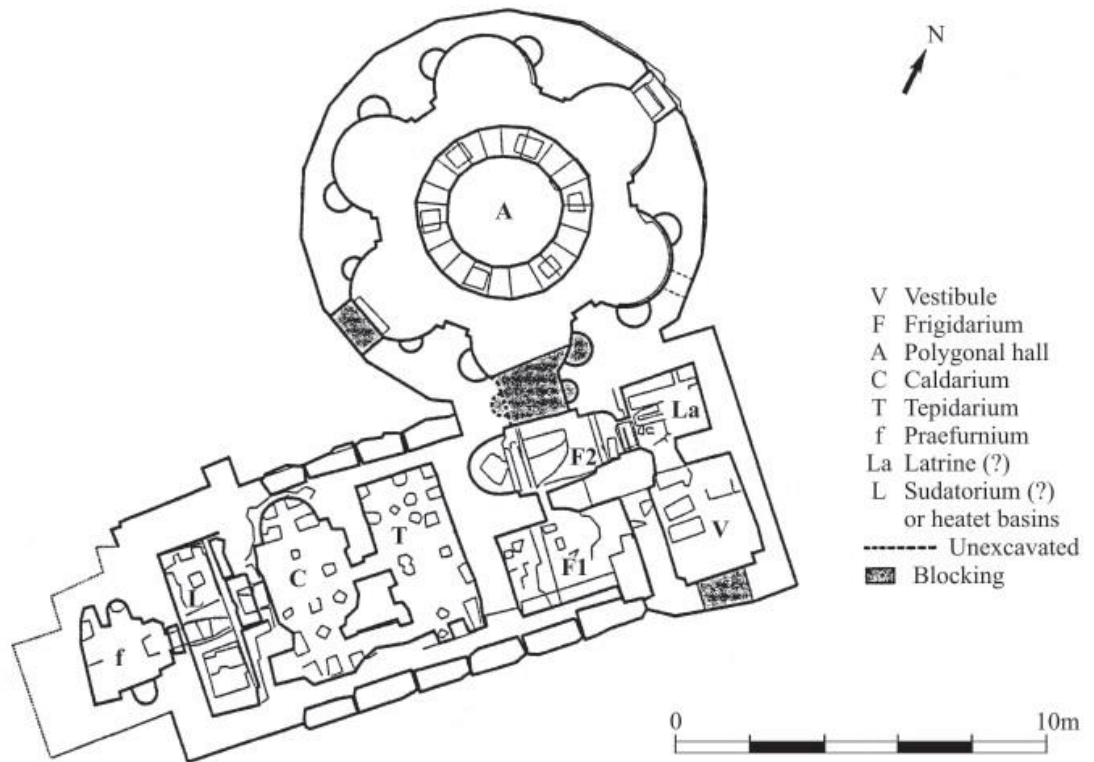 N
A
La
F2
V
F1
T
C
L
f
V Vestibule
F Frigidarium
A Polygonal hall
C Caldarium
T Tepidarium
f Praefurnium
La Latrine (?)
L Sudatorium (?)
or heatet basins
Unexcavated
Blocking
0 10m